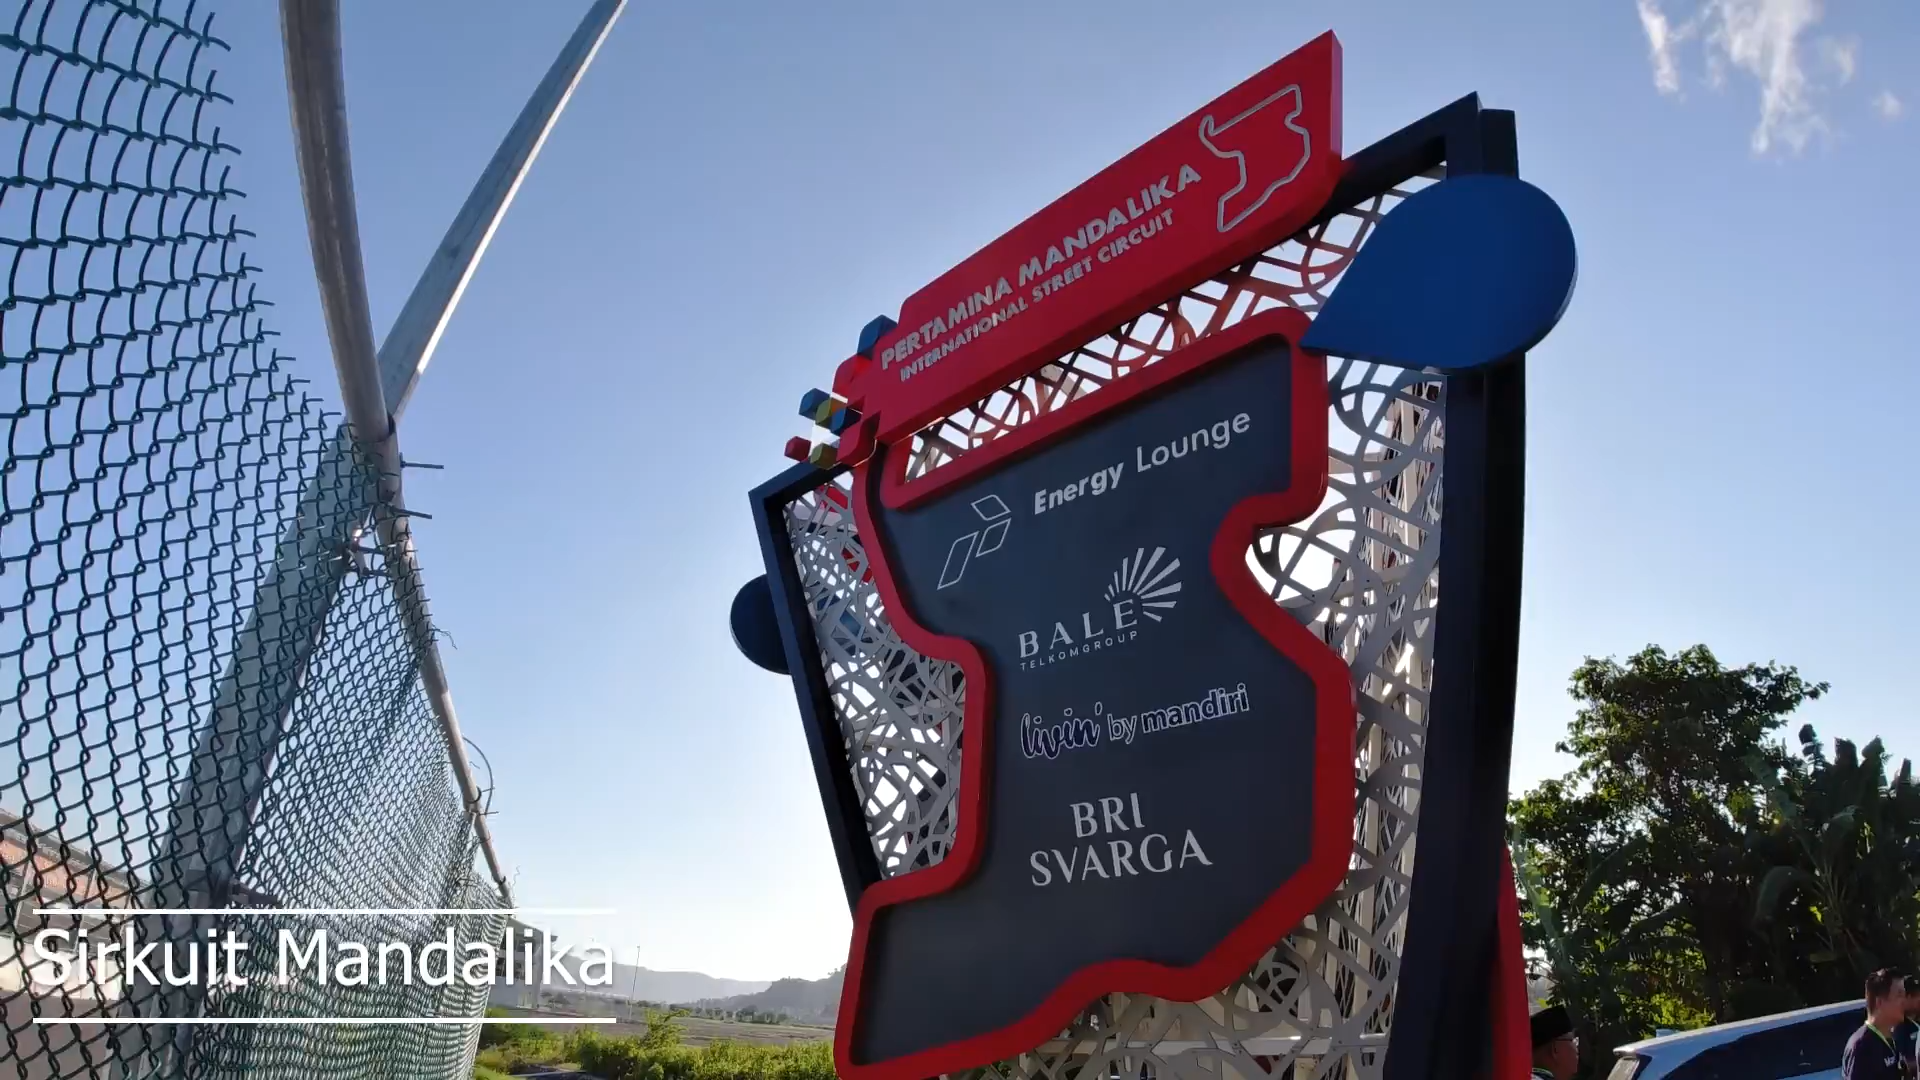 PERTAMINA MANDALIKA
INTERNATIONAL STREET CIRCUIT
Energy Lounge
BALE
TELKOMGROUP
livin' by mandiri
BRI
SVARGA
Sirkuit Mandalika